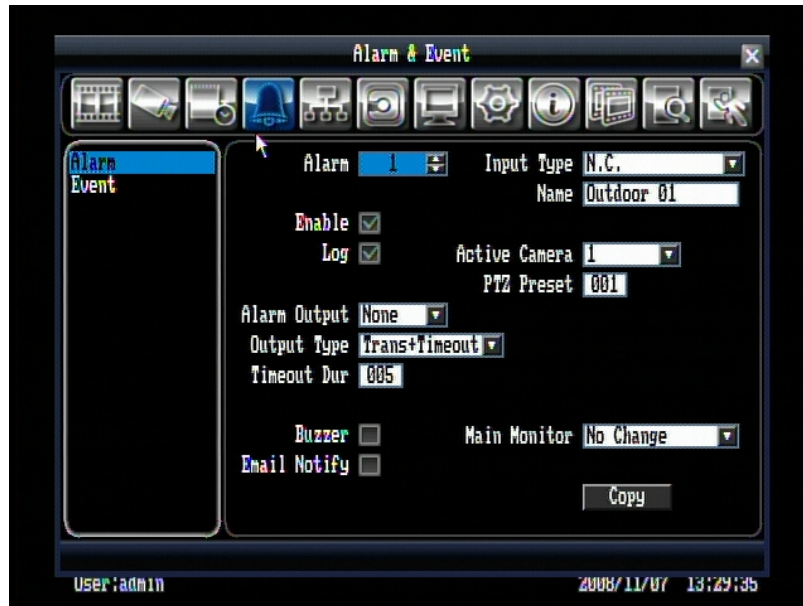 Alarm & Event
Alarm
Event
Alarm 1 Input Type N.C.
Name Outdoor 01
Enable
Log Active Camera 1
PTZ Preset 001
Alarm Output None
Output Type Trans+Timeout
Timeout Dur 005
Buzzer Main Monitor No Change
Email Notify
Copy
User:admin 2008/11/07 13:29:35